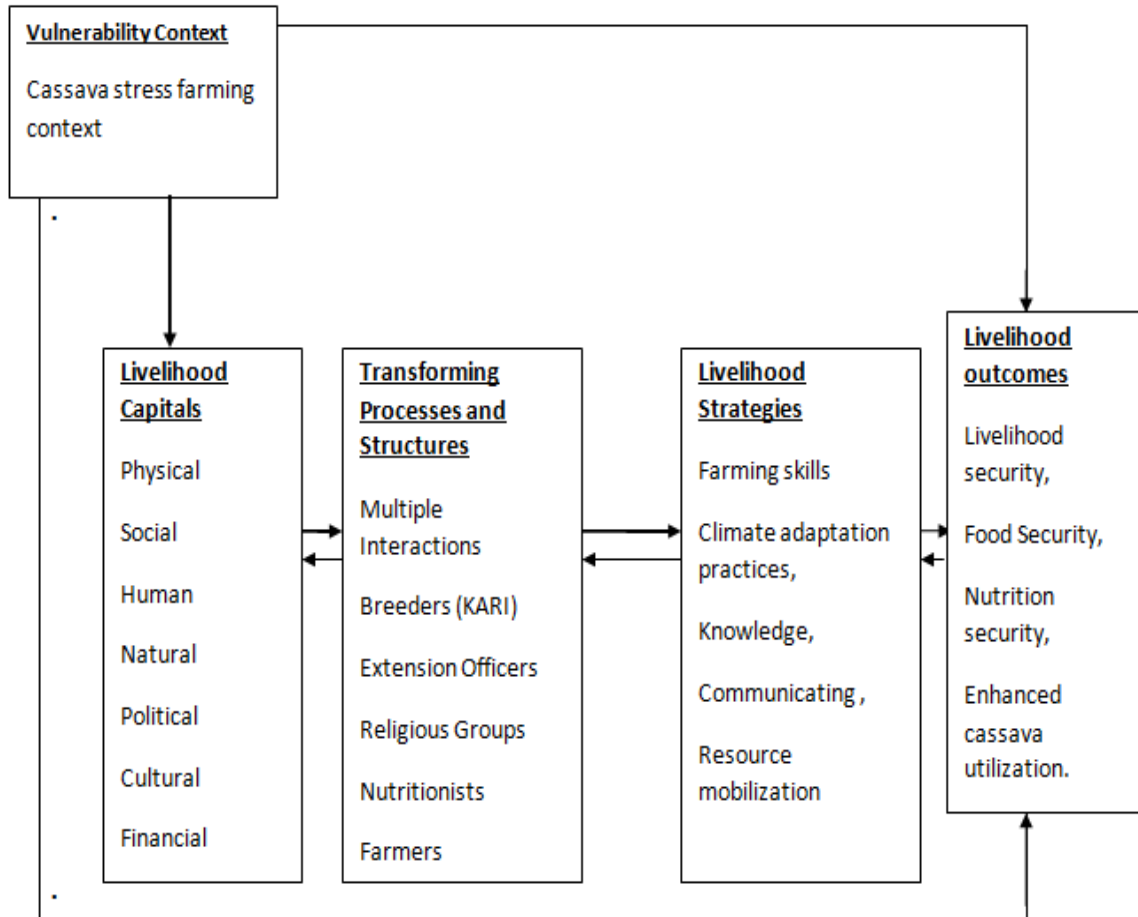 Vulnerability Context
Cassava stress farming
context
.
Livelihood
Capitals
Physical
Social
Human
Natural
Political
Cultural
Financial
Transforming
Processes and
Structures
Multiple
Interactions
Breeders (KARI)
Extension Officers
Religious Groups
Nutritionists
Farmers
Livelihood
Strategies
Farming skills
Climate adaptation
practices,
Knowledge,
Communicating ,
Resource
mobilization
Livelihood
outcomes
Livelihood
security,
Food Security,
Nutrition
security,
Enhanced
cassava
utilization.
.